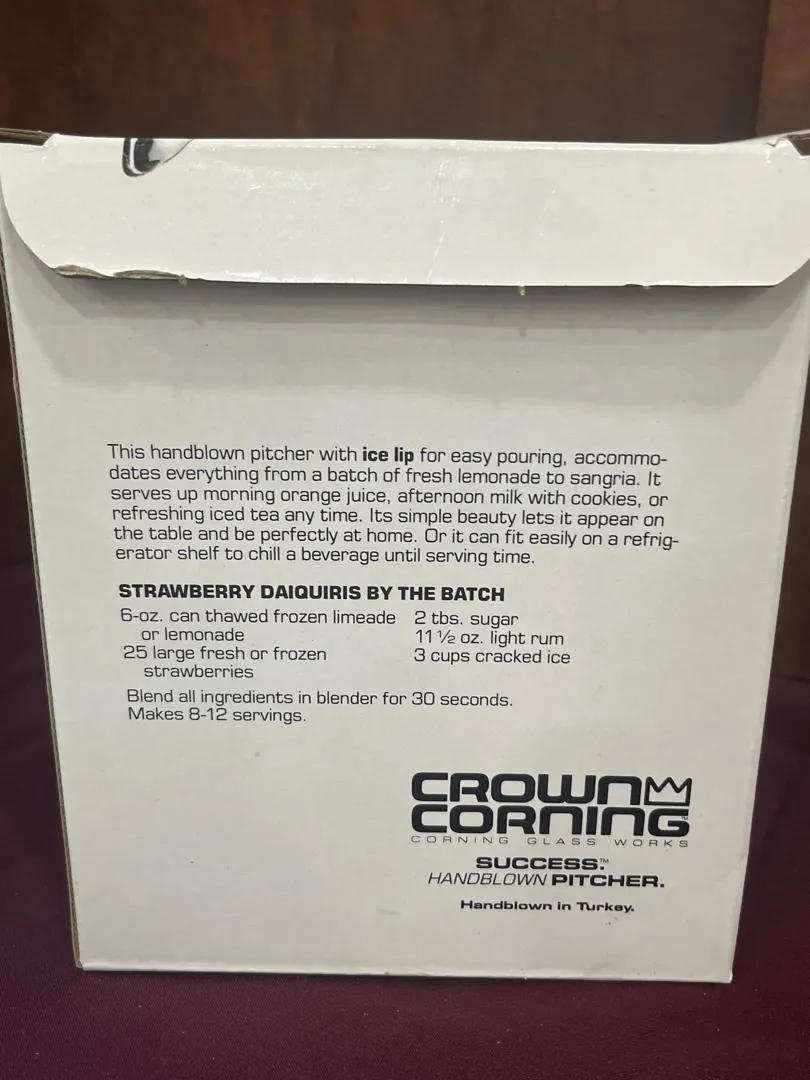 This handblown pitcher with ice lip for easy pouring, accommo-
dates everything from a batch of fresh lemonade to sangria. It
serves up morning orange juice, afternoon milk with cookies, or
refreshing iced tea any time. Its simple beauty lets it appear on
the table and be perfectly at home. Or it can fit easily on a refrig-
erator shelf to chill a beverage until serving time.
STRAWBERRY DAIQUIRIS BY THE BATCH
6-oz. can thawed frozen limeade
or lemonade
25 large fresh or frozen
strawberries
2 tbs. sugar
11 ½ oz. light rum
3 cups cracked ice
Blend all ingredients in blender for 30 seconds.
Makes 8-12 servings.
CROWN
CORNING™
CORNING GLASS WORKS
SUCCESS.™
HANDBLOWN PITCHER.
Handblown in Turkey.